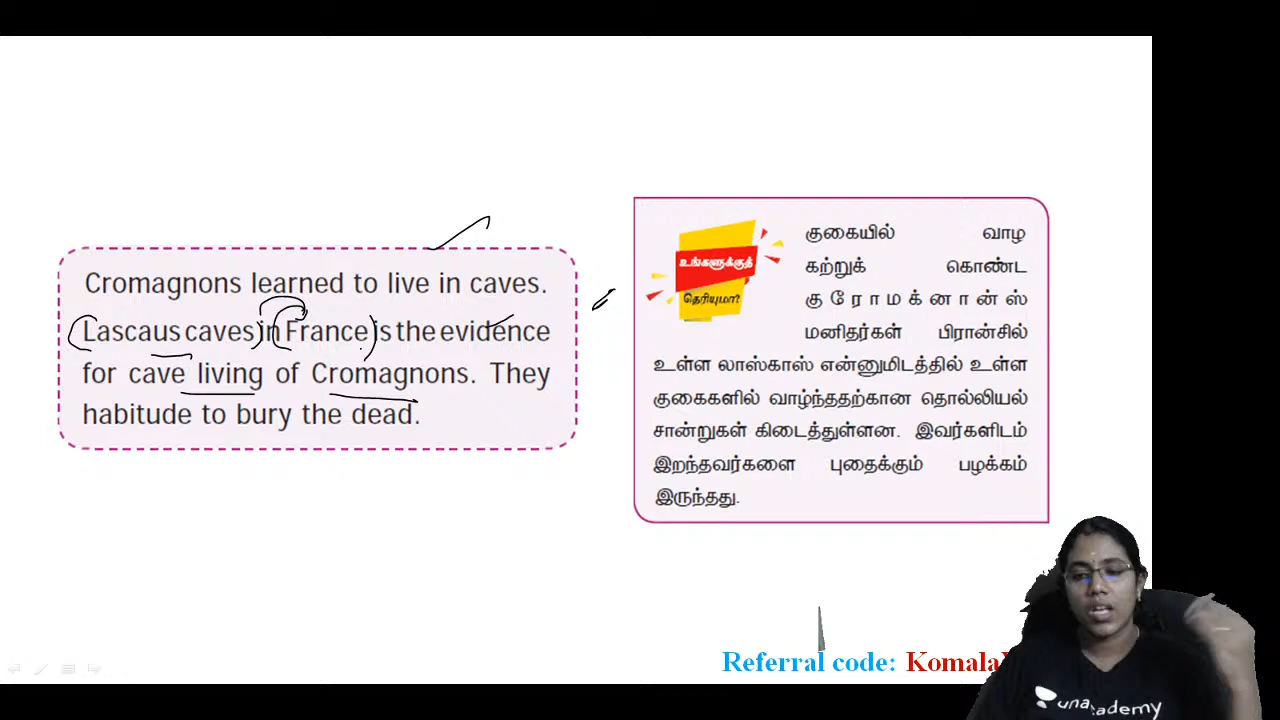 Cromagnons learned to live in caves.
Lascaus caves in France is the evidence
for cave living of Cromagnons. They
habitude to bury the dead.
உங்களுக்குத்
தெரியுமா?
குகையில் வாழ
கற்றுக் கொண்ட
குரோமக்னான்ஸ்
மனிதர்கள் பிரான்சில்
உள்ள லாஸ்காஸ் என்னுமிடத்தில் உள்ள
குகைகளில் வாழ்ந்ததற்கான தொல்லியல்
சான்றுகள் கிடைத்துள்ளன. இவர்களிடம்
இறந்தவர்களை புதைக்கும் பழக்கம்
இருந்தது.
Referral code: Komala
unacademy